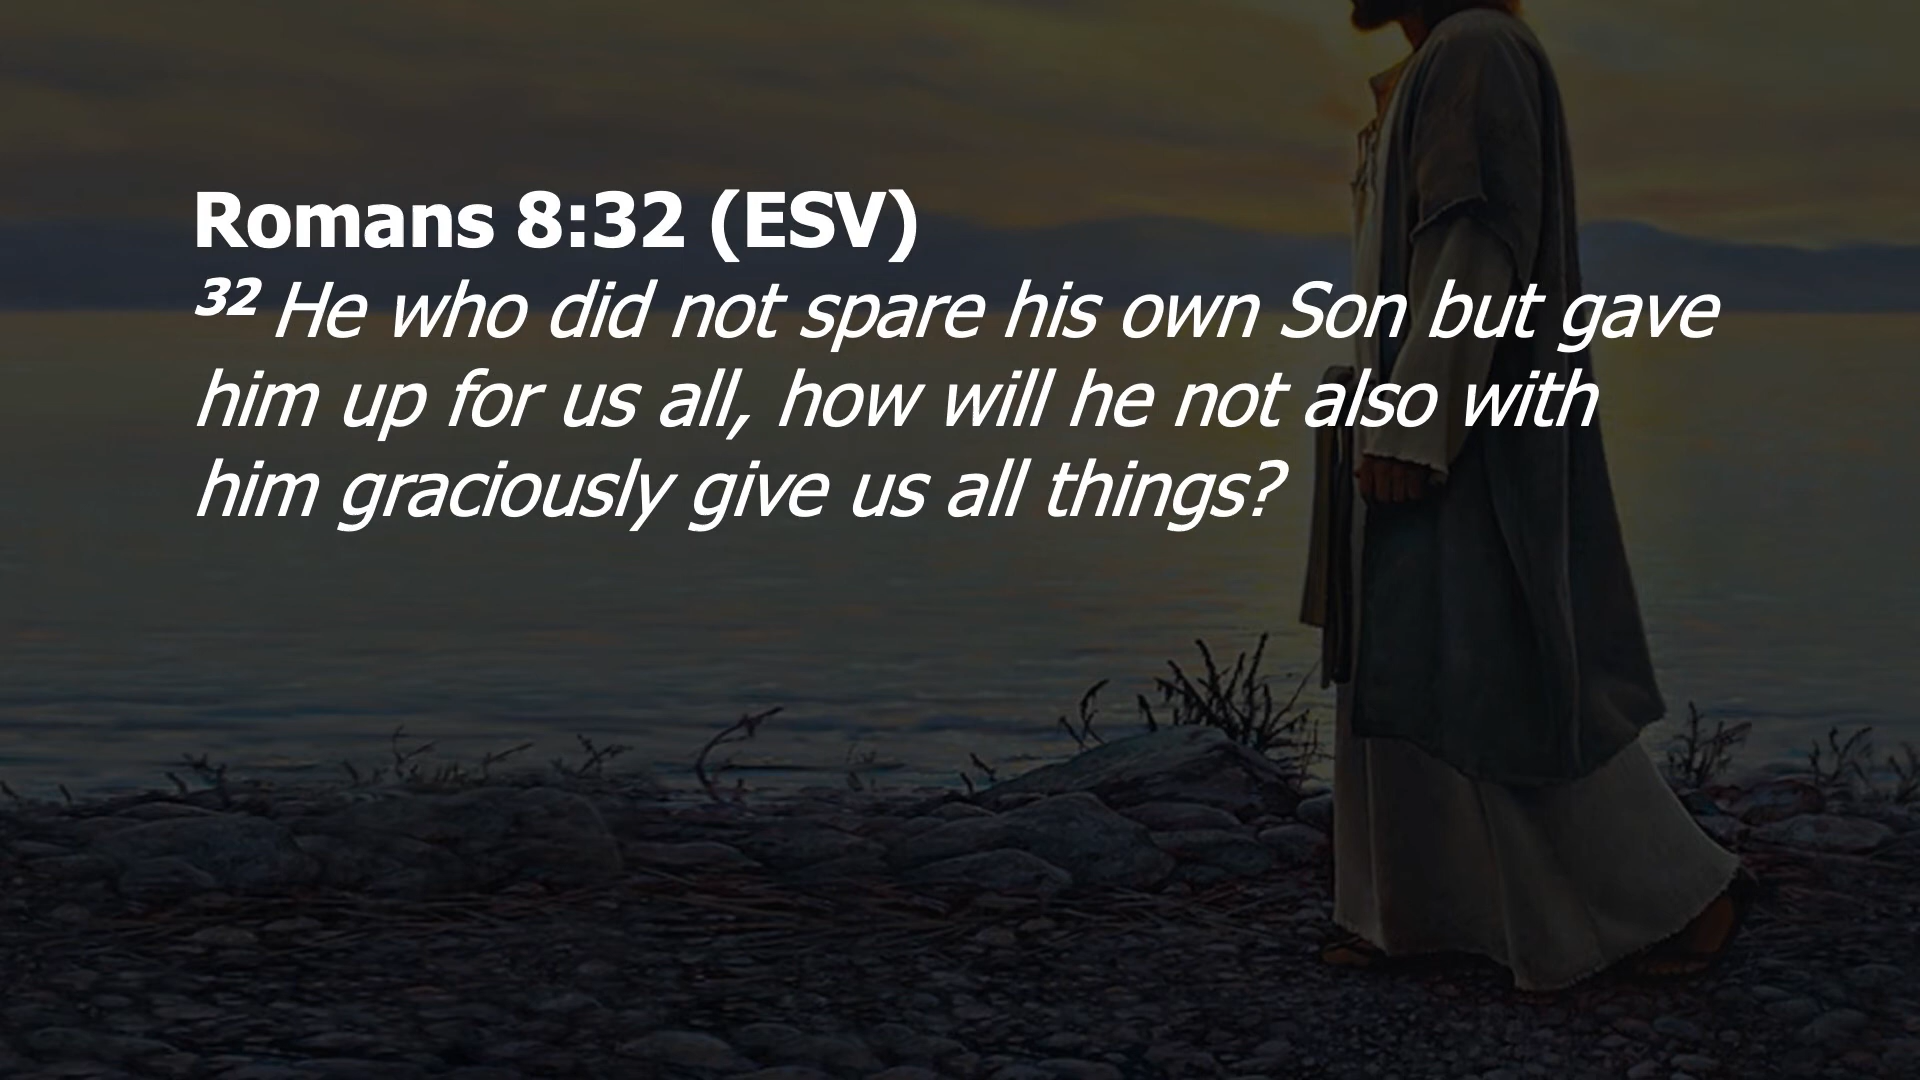 Romans 8:32 (ESV)
32 He who did not spare his own Son but gave
him up for us all, how will he not also with
him graciously give us all things?